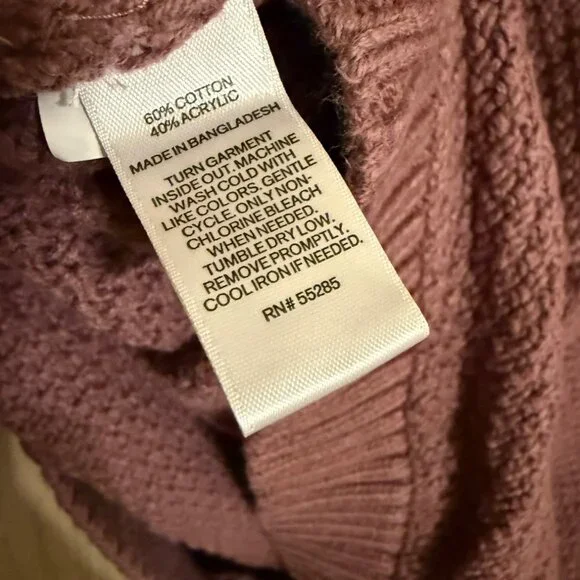 60% COTTON
40% ACRYLIC
MADE IN BANGLADESH
TURN GARMENT
INSIDE OUT. MACHINE
WASH COLD WITH
LIKE COLORS. GENTLE
CYCLE. ONLY NON-
CHLORINE BLEACH
WHEN NEEDED.
TUMBLE DRY LOW.
REMOVE PROMPTLY.
COOL IRON IF NEEDED.
RN# 55285